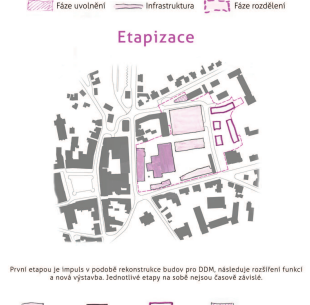 Fáze uvolnění Infrastruktura Fáze rozdělení
Etapizace
První etapou je impuls v podobě rekonstrukce budov pro DDM, následuje rozšíření funkcí
a nová výstavba. Jednotlivé etapy na sobě nejsou časově závislé.